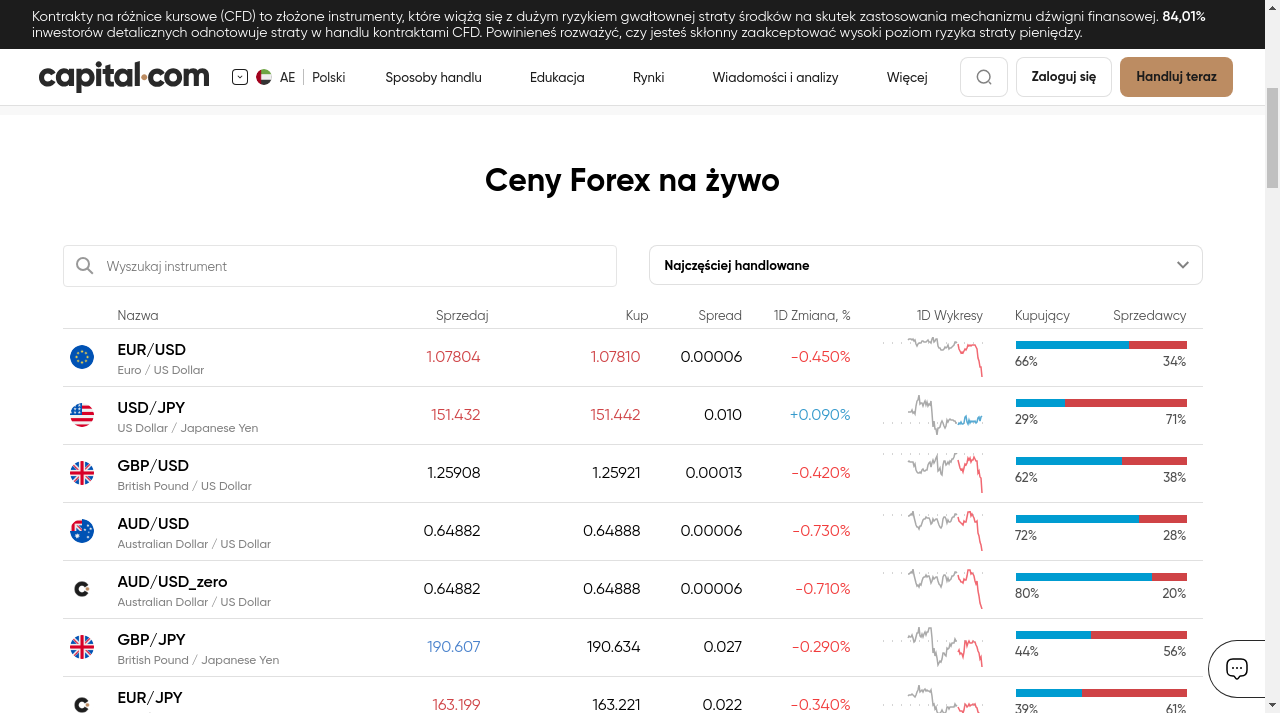 Kontrakty na różnice kursowe (CFD) to złożone instrumenty, które wiążą się z dużym ryzykiem gwałtownej straty środków na skutek zastosowania mechanizmu dźwigni finansowej. 84,01%
inwestorów detalicznych odnotowuje straty w handlu kontraktami CFD. Powinieneś rozważyć, czy jesteś skłonny zaakceptować wysoki poziom ryzyka straty pieniędzy.
capital.com AE Polski Sposoby handlu Edukacja Rynki Wiadomości i analizy Więcej Zaloguj się Handluj teraz
Ceny Forex na żywo
Wyszukaj instrument Najczęściej handlowane
Nazwa Sprzedaj Kup Spread 1D Zmiana, % 1D Wykresy Kupujący Sprzedawcy
EUR/USD 1.07804 1.07810 0.00006 -0.450%
Euro / US Dollar 66% 34%
USD/JPY 151.432 151.442 0.010 +0.090%
US Dollar / Japanese Yen 29% 71%
GBP/USD 1.25908 1.25921 0.00013 -0.420%
British Pound / US Dollar 62% 38%
AUD/USD 0.64882 0.64888 0.00006 -0.730%
Australian Dollar / US Dollar 72% 28%
AUD/USD_zero 0.64882 0.64888 0.00006 -0.710%
Australian Dollar / US Dollar 80% 20%
GBP/JPY 190.607 190.634 0.027 -0.290%
British Pound / Japanese Yen 44% 56%
EUR/JPY 163.199 163.221 0.022 -0.340%
39% 61%